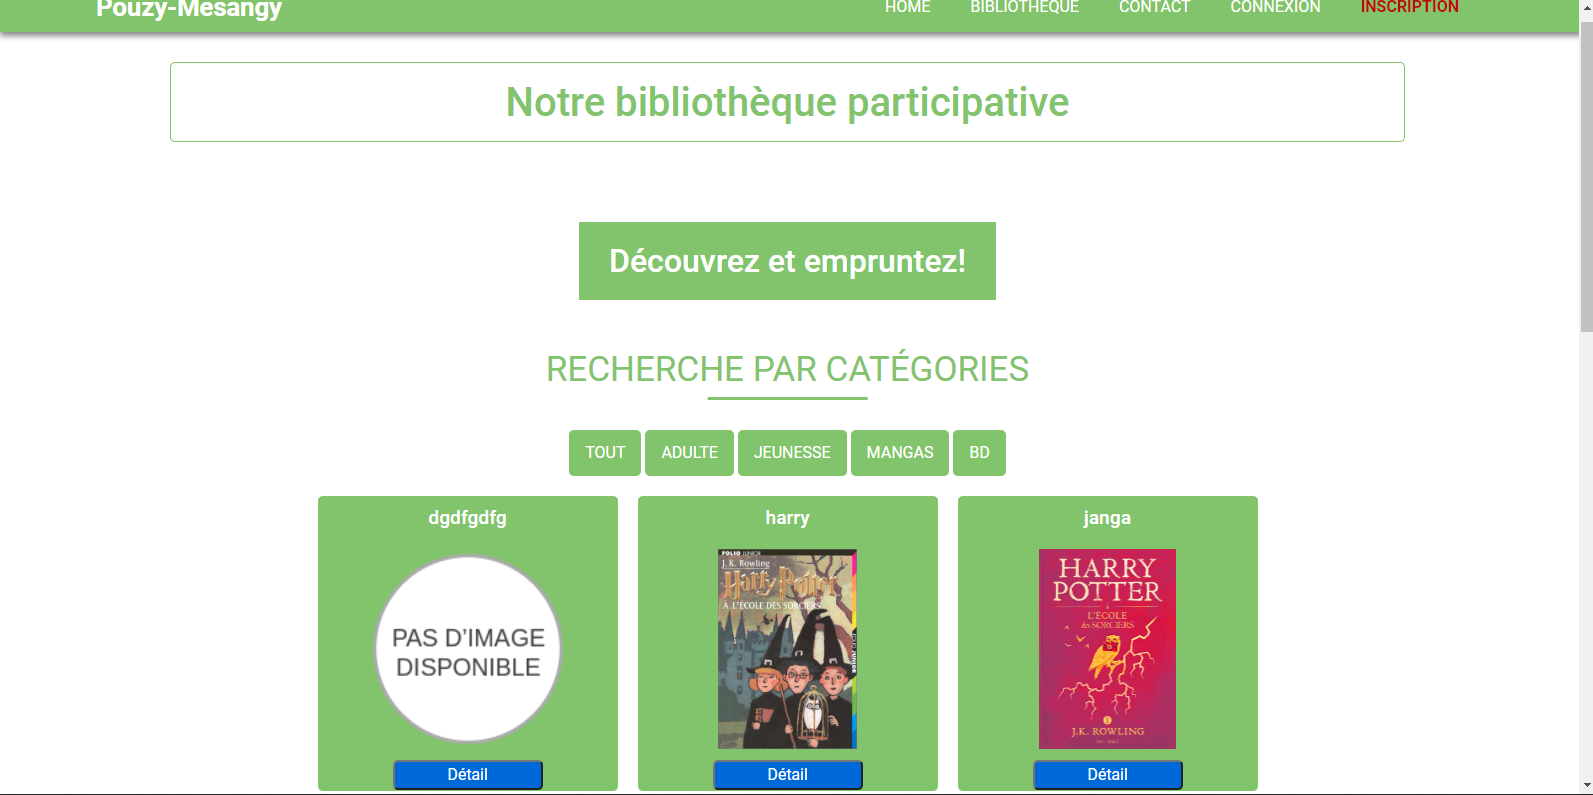 Pouzy-Mésangy
HOME BIBLIOTHEQUE CONTACT CONNEXION INSCRIPTION
Notre bibliothèque participative
Découvrez et empruntez!
RECHERCHE PAR CATÉGORIES
TOUT ADULTE JEUNESSE MANGAS BD
dgdfgdfg
PAS D'IMAGE
DISPONIBLE
Détail
harry
FOLIO JUNIOR
J. K. Rowling
Harry Potter
À L'ÉCOLE DES SORCIERS
Détail
janga
HARRY
POTTER
à
L'ÉCOLE
des SORCIERS
J.K. ROWLING
Détail